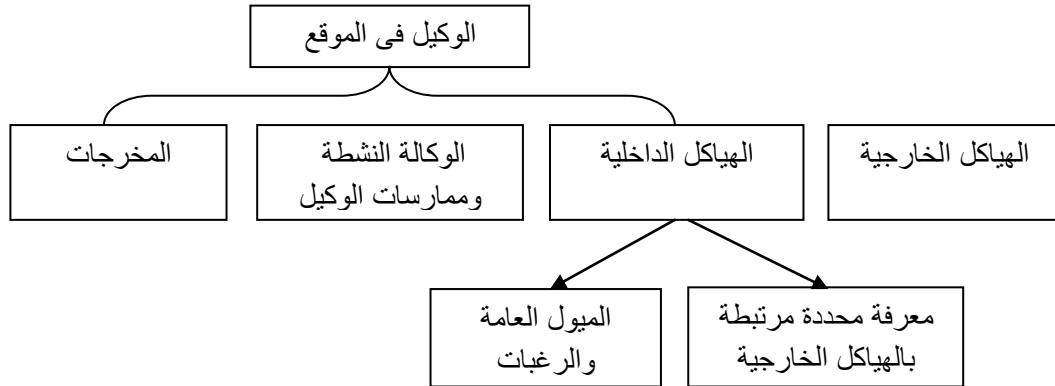 الوكيل فى الموقع
الهياكل الخارجية
الهياكل الداخلية
الوكالة النشطة
وممارسات الوكيل
المخرجات
معرفة محددة مرتبطة
بالهياكل الخارجية
الميول العامة
والرغبات